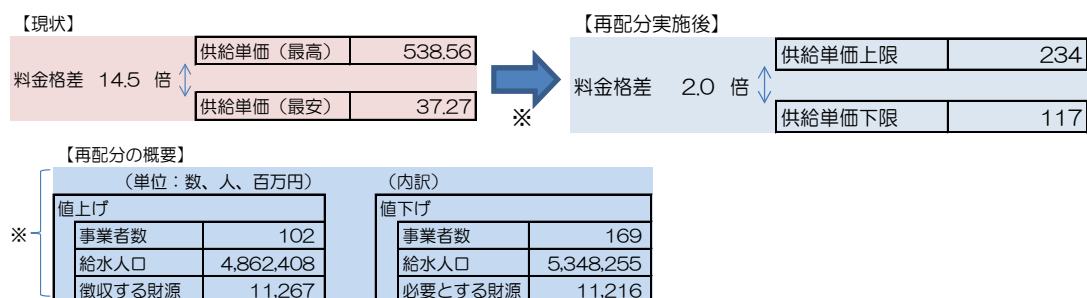 【現状】
供給単価（最高） 538.56
料金格差 14.5 倍
供給単価（最安） 37.27
※
【再配分実施後】
供給単価上限 234
料金格差 2.0 倍
供給単価下限 117
【再配分の概要】
※
（単位：数、人、百万円） （内訳）
値上げ 値下げ
事業者数 102 事業者数 169
給水人口 4,862,408 給水人口 5,348,255
徴収する財源 11,267 必要とする財源 11,216